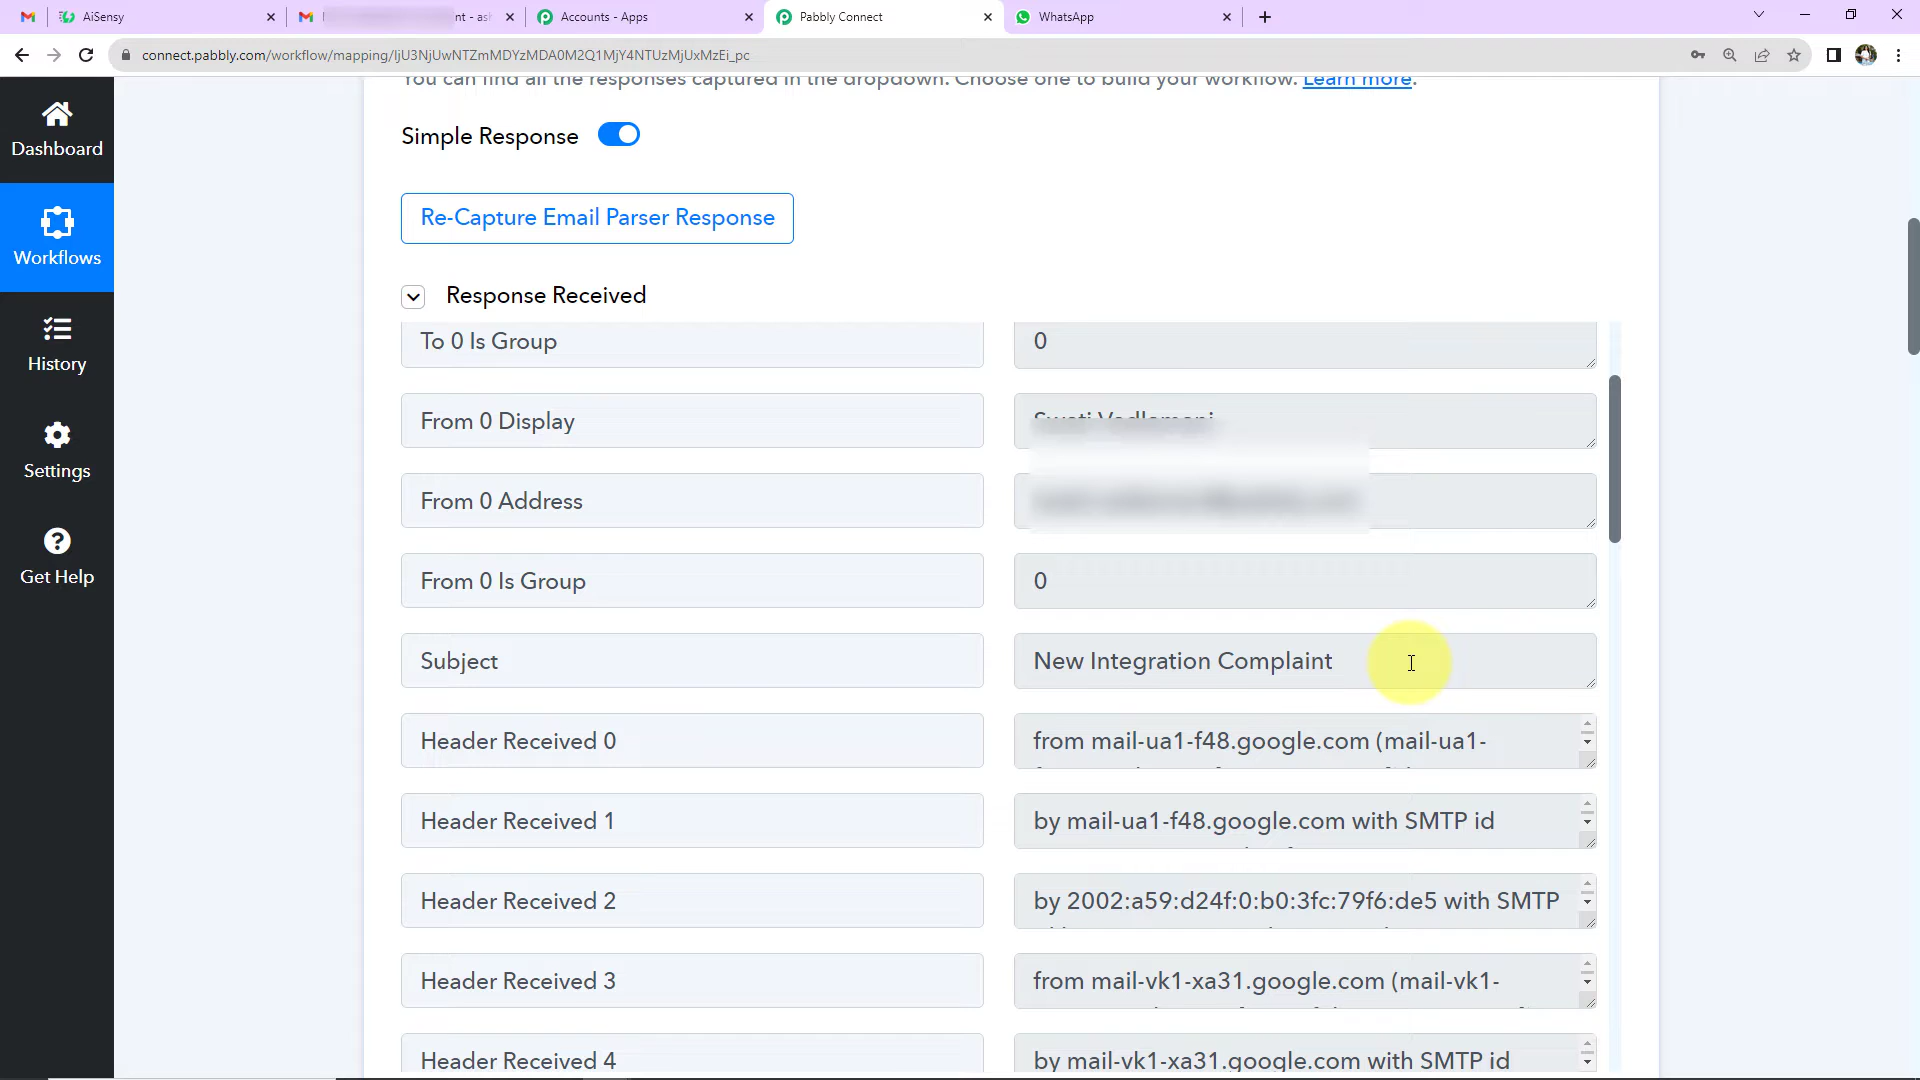 AiSensy
nt - ash
Accounts - Apps
Pabbly Connect
WhatsApp
connect.pabbly.com/workflow/mapping/IjU3NjUwNTZmMDYzMDA0M2Q1MjY4NTUzMjUxMzEi_pc
You can find all the responses captured in the dropdown. Choose one to build your workflow. Learn more.
Dashboard
Workflows
History
Settings
Get Help
Simple Response
Re-Capture Email Parser Response
Response Received
To 0 Is Group
0
From 0 Display
From 0 Address
From 0 Is Group
0
Subject
New Integration Complaint
Header Received 0
from mail-ua1-f48.google.com (mail-ua1-
Header Received 1
by mail-ua1-f48.google.com with SMTP id
Header Received 2
by 2002:a59:d24f:0:b0:3fc:79f6:de5 with SMTP
Header Received 3
from mail-vk1-xa31.google.com (mail-vk1-
Header Received 4
by mail-vk1-xa31.google.com with SMTP id